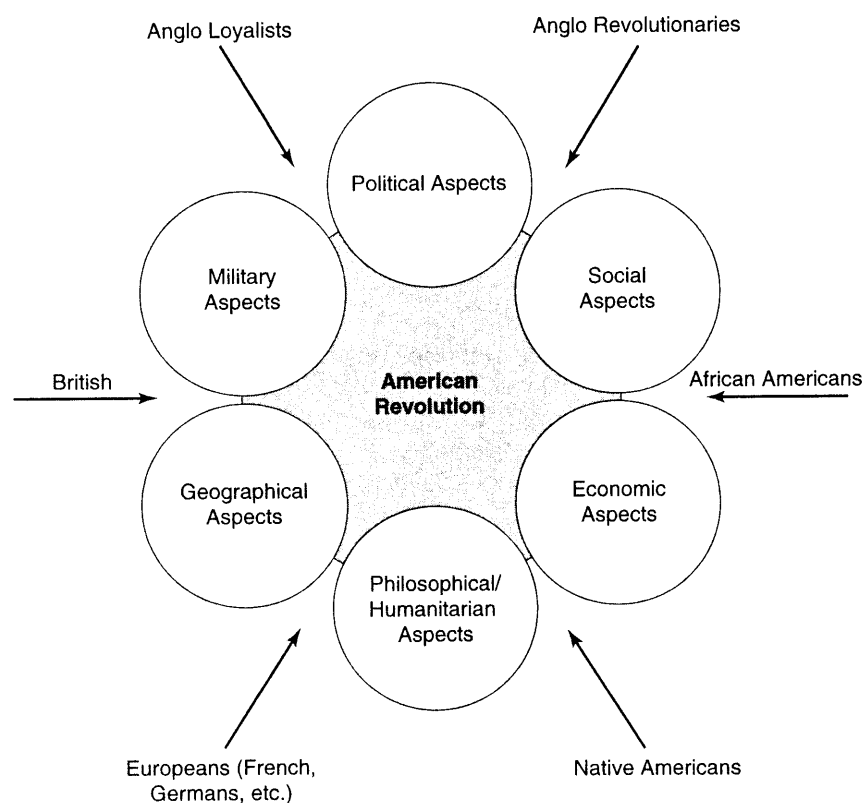 Anglo Loyalists
Anglo Revolutionaries
Political Aspects
Military
Aspects
Social
Aspects
British
American
Revolution
African Americans
Geographical
Aspects
Economic
Aspects
Philosophical/
Humanitarian
Aspects
Europeans (French,
Germans, etc.)
Native Americans